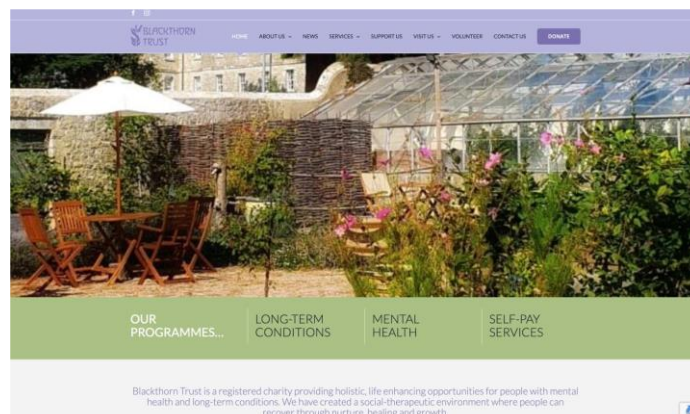 BLACKTHORN
TRUST
HOME ABOUT US NEWS SERVICES SUPPORT US VISIT US VOLUNTEER CONTACT US DONATE
OUR
PROGRAMMES...
LONG-TERM
CONDITIONS
MENTAL
HEALTH
SELF-PAY
SERVICES
Blackthorn Trust is a registered charity providing holistic, life enhancing opportunities for people with mental
health and long-term conditions. We have created a social-therapeutic environment where people can
recover through nurture, healing and growth